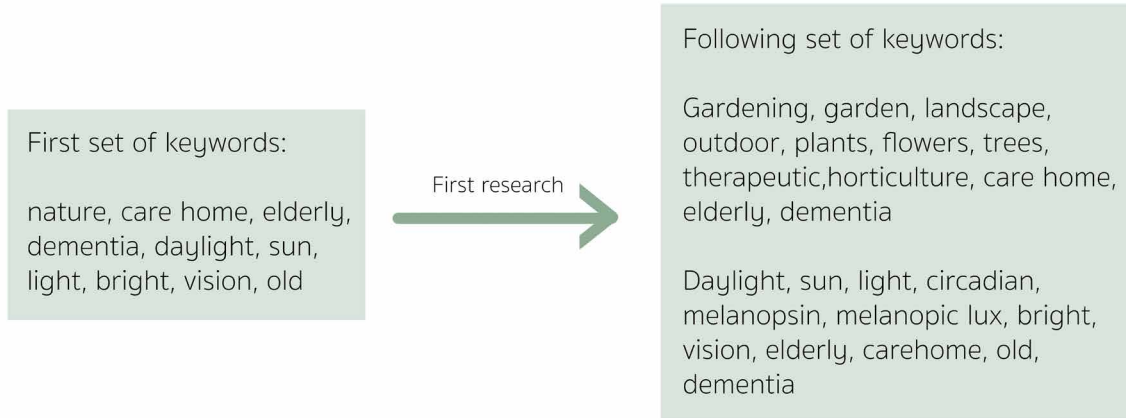 First set of keywords:
nature, care home, elderly,
dementia, daylight, sun,
light, bright, vision, old
First research
Following set of keywords:
Gardening, garden, landscape,
outdoor, plants, flowers, trees,
therapeutic,horticulture, care home,
elderly, dementia
Daylight, sun, light, circadian,
melanopsin, melanopic lux, bright,
vision, elderly, carehome, old,
dementia